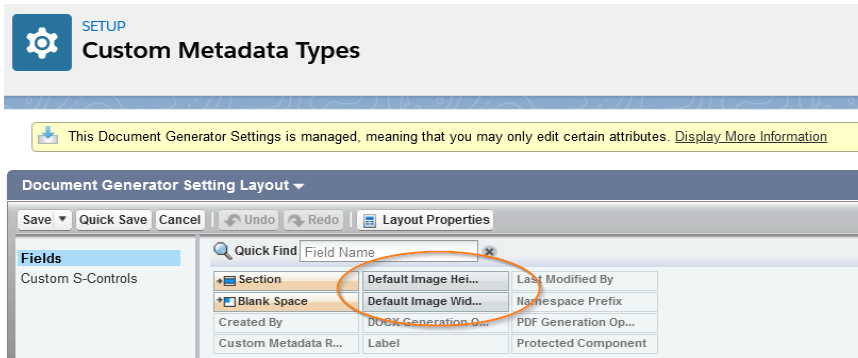 SETUP
Custom Metadata Types
This Document Generator Settings is managed, meaning that you may only edit certain attributes. Display More Information
Document Generator Setting Layout
Save Quick Save Cancel Undo Redo Layout Properties
Fields
Custom S-Controls
Quick Find Field Name
Section Default Image Hei... Last Modified By
Blank Space Default Image Wid... Namespace Prefix
Created By DOCX Generation O... PDF Generation Op...
Custom Metadata R... Label Protected Component